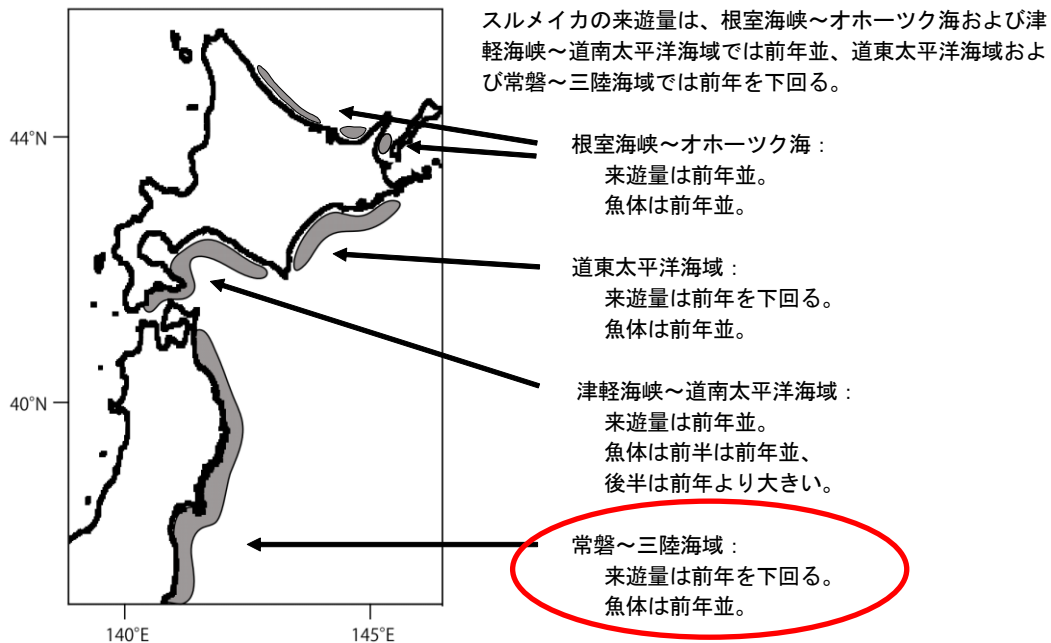 スルメイカの来遊量は、根室海峡～オホーツク海および津
軽海峡～道南太平洋海域では前年並、道東太平洋海域およ
び常磐～三陸海域では前年を下回る。
44°N
根室海峡～オホーツク海：
来遊量は前年並。
魚体は前年並。
道東太平洋海域：
来遊量は前年を下回る。
魚体は前年並。
40°N
津軽海峡～道南太平洋海域：
来遊量は前年並。
魚体は前半は前年並、
後半は前年より大きい。
常磐～三陸海域：
来遊量は前年を下回る。
魚体は前年並。
140°E
145°E